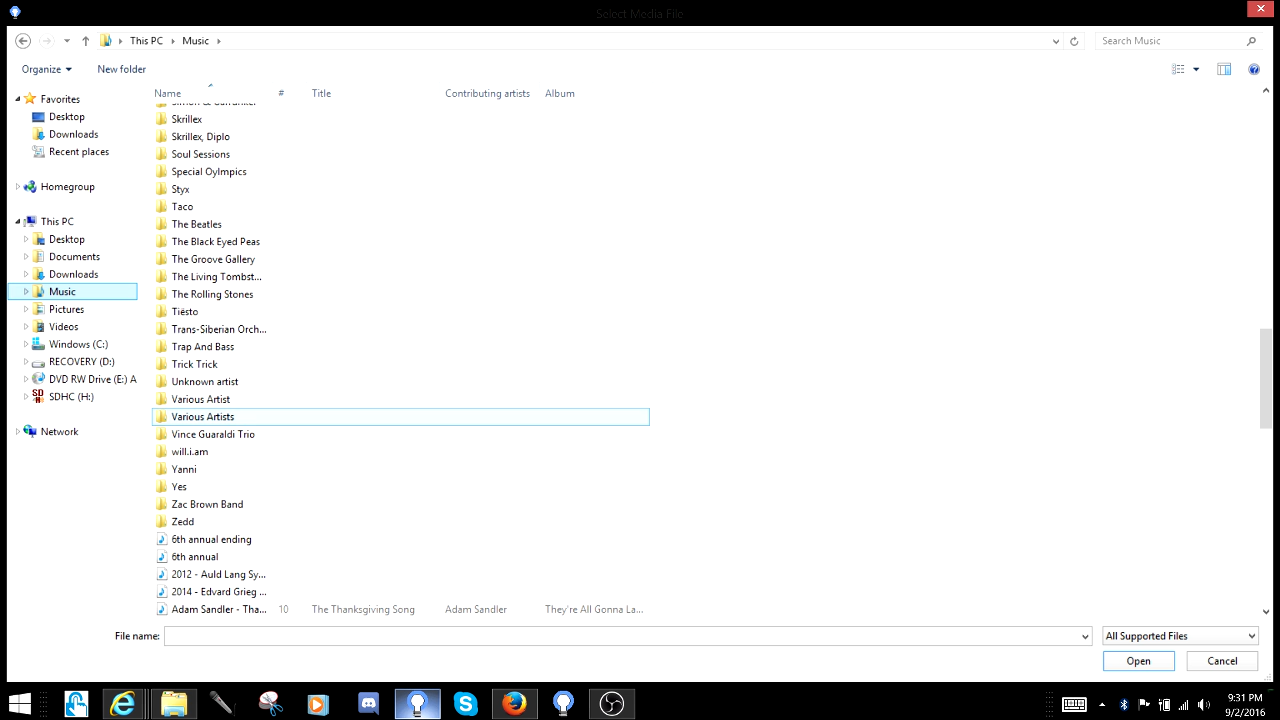 Select Media File
This PC
Music
Search Music
Organize
New folder
Name
#
Title
Contributing artists
Album
Favorites
Desktop
Downloads
Recent places
Homegroup
This PC
Desktop
Documents
Downloads
Music
Pictures
Videos
Windows (C:)
RECOVERY (D:)
DVD RW Drive (E:) A
SDHC (H:)
Network
Simon & Garfunkel
Skrillex
Skrillex, Diplo
Soul Sessions
Special Oylmpics
Styx
Taco
The Beatles
The Black Eyed Peas
The Groove Gallery
The Living Tombst...
The Rolling Stones
Tiësto
Trans-Siberian Orch...
Trap And Bass
Trick Trick
Unknown artist
Various Artist
Various Artists
Vince Guaraldi Trio
will.i.am
Yanni
Yes
Zac Brown Band
Zedd
6th annual ending
6th annual
2012 - Auld Lang Sy...
2014 - Edvard Grieg ...
Adam Sandler - Tha... 10 The Thanksgiving Song Adam Sandler They're All Gonna La...
File name:
All Supported Files
Open
Cancel
9:31 PM
9/2/2016